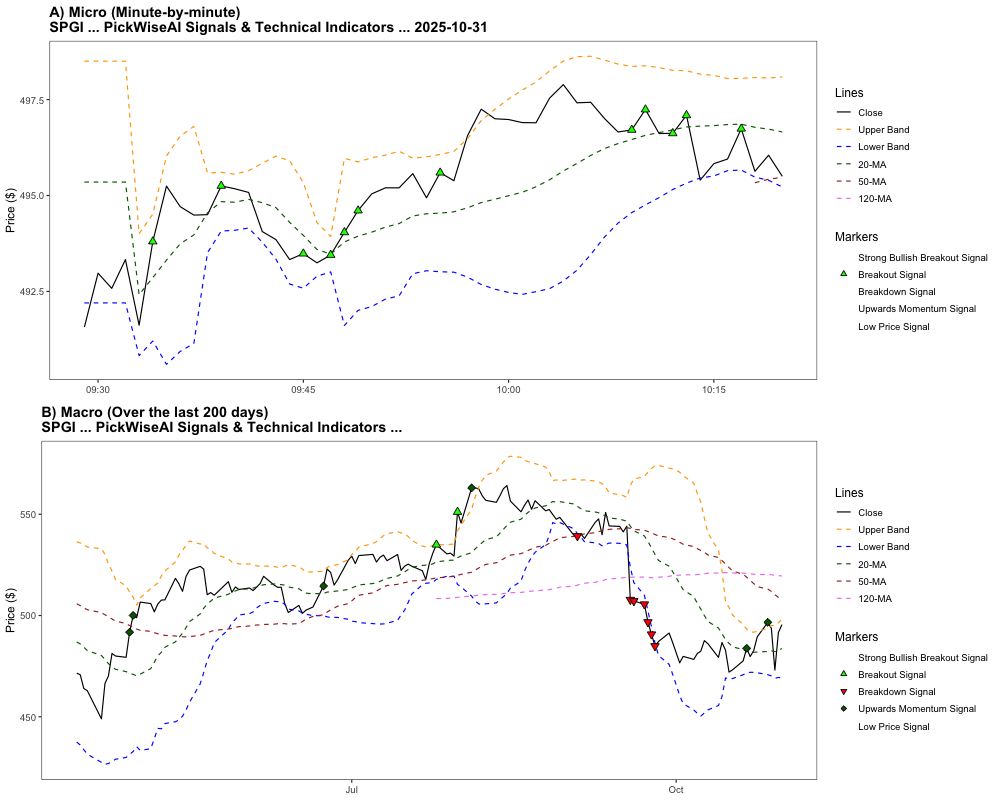 A) Micro (Minute-by-minute)
SPGI ... PickWiseAI Signals & Technical Indicators ... 2025-10-31
Price ($)
497.5
495.0
492.5
09:30
09:45
10:00
10:15
Lines
Close
Upper Band
Lower Band
20-MA
50-MA
120-MA
Markers
Strong Bullish Breakout Signal
Breakout Signal
Breakdown Signal
Upwards Momentum Signal
Low Price Signal
B) Macro (Over the last 200 days)
SPGI ... PickWiseAI Signals & Technical Indicators ...
Price ($)
550
500
450
Jul
Oct
Lines
Close
Upper Band
Lower Band
20-MA
50-MA
120-MA
Markers
Strong Bullish Breakout Signal
Breakout Signal
Breakdown Signal
Upwards Momentum Signal
Low Price Signal